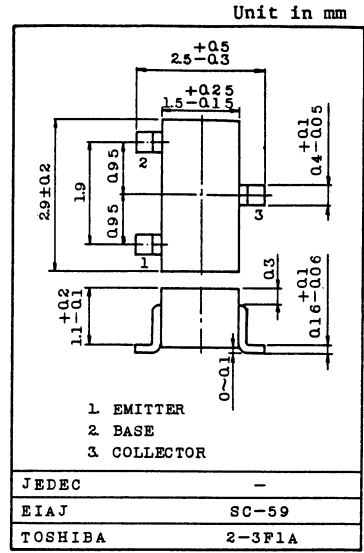 Unit in mm
+0.5
2.5-0.3
+0.25
1.5-0.15
2
3
1
2.9±0.2
1.9
0.95
0.95
+0.1
0.4-0.05
+0.2
1.1-0.1
0.3
+0.1
0.16-0.06
0~0.1
1. EMITTER
2. BASE
3. COLLECTOR
JEDEC —
EIAJ SC-59
TOSHIBA 2-3F1A